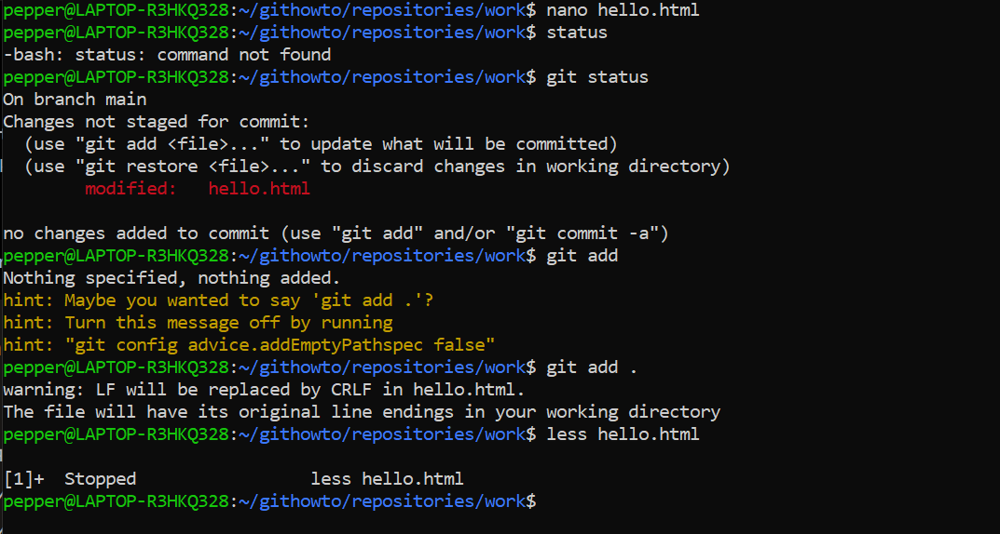 pepper@LAPTOP-R3HKQ328:~/githowto/repositories/work$ nano hello.html
pepper@LAPTOP-R3HKQ328:~/githowto/repositories/work$ status
-bash: status: command not found
pepper@LAPTOP-R3HKQ328:~/githowto/repositories/work$ git status
On branch main
Changes not staged for commit:
  (use "git add <file>..." to update what will be committed)
  (use "git restore <file>..." to discard changes in working directory)
        modified:   hello.html

no changes added to commit (use "git add" and/or "git commit -a")
pepper@LAPTOP-R3HKQ328:~/githowto/repositories/work$ git add
Nothing specified, nothing added.
hint: Maybe you wanted to say 'git add .'?
hint: Turn this message off by running
hint: "git config advice.addEmptyPathspec false"
pepper@LAPTOP-R3HKQ328:~/githowto/repositories/work$ git add .
warning: LF will be replaced by CRLF in hello.html.
The file will have its original line endings in your working directory
pepper@LAPTOP-R3HKQ328:~/githowto/repositories/work$ less hello.html

[1]+  Stopped                 less hello.html
pepper@LAPTOP-R3HKQ328:~/githowto/repositories/work$